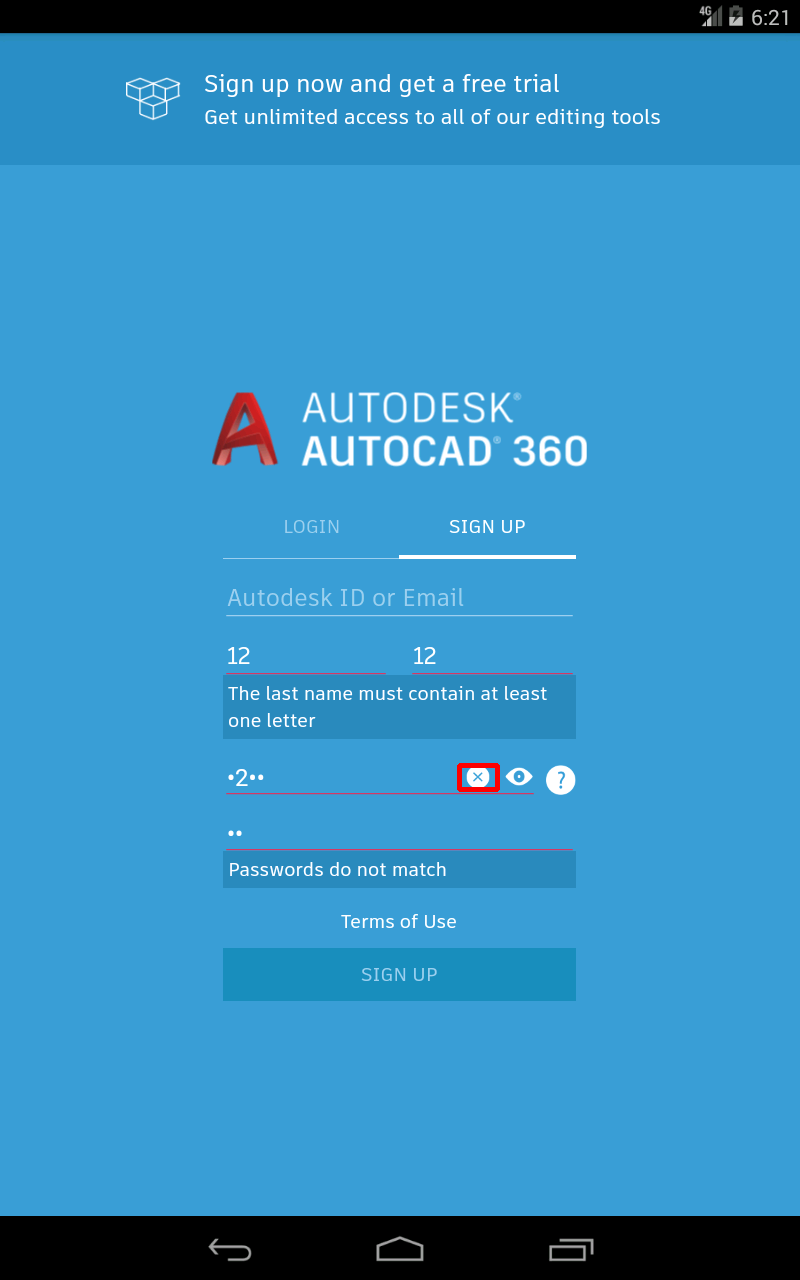 4G 6:21
Sign up now and get a free trial
Get unlimited access to all of our editing tools
AUTODESK®
AUTOCAD® 360
LOGIN SIGN UP
Autodesk ID or Email
12 12
The last name must contain at least
one letter
•2•• ?
••
Passwords do not match
Terms of Use
SIGN UP